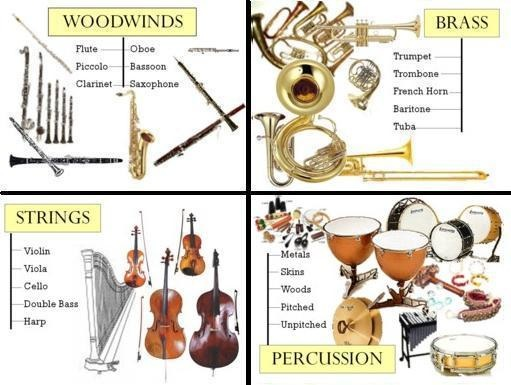 WOODWINDS
Flute Oboe
Piccolo Bassoon
Clarinet Saxophone
BRASS
Trumpet
Trombone
French Horn
Baritone
Tuba
STRINGS
Violin
Viola
Cello
Double Bass
Harp
Metals
Skins
Woods
Pitched
Unpitched
PERCUSSION